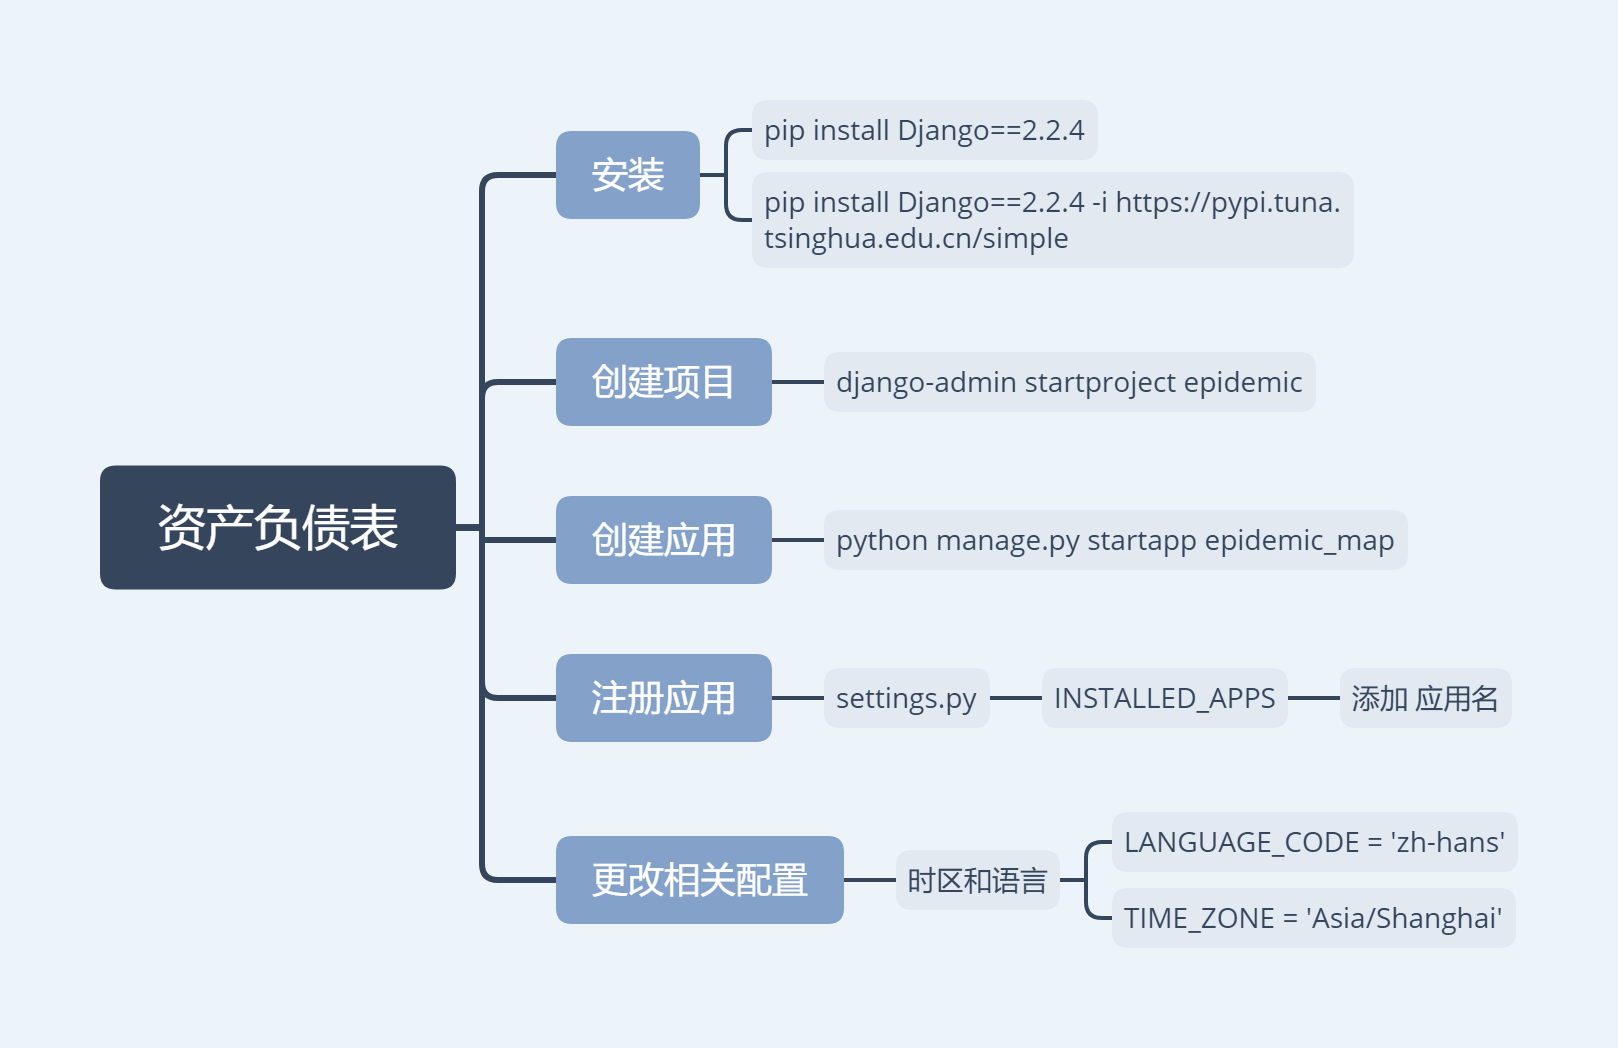 资产负债表
安装
pip install Django==2.2.4
pip install Django==2.2.4 -i https://pypi.tuna.
tsinghua.edu.cn/simple
创建项目
django-admin startproject epidemic
创建应用
python manage.py startapp epidemic_map
注册应用
settings.py
INSTALLED_APPS
添加 应用名
更改相关配置
时区和语言
LANGUAGE_CODE = 'zh-hans'
TIME_ZONE = 'Asia/Shanghai'